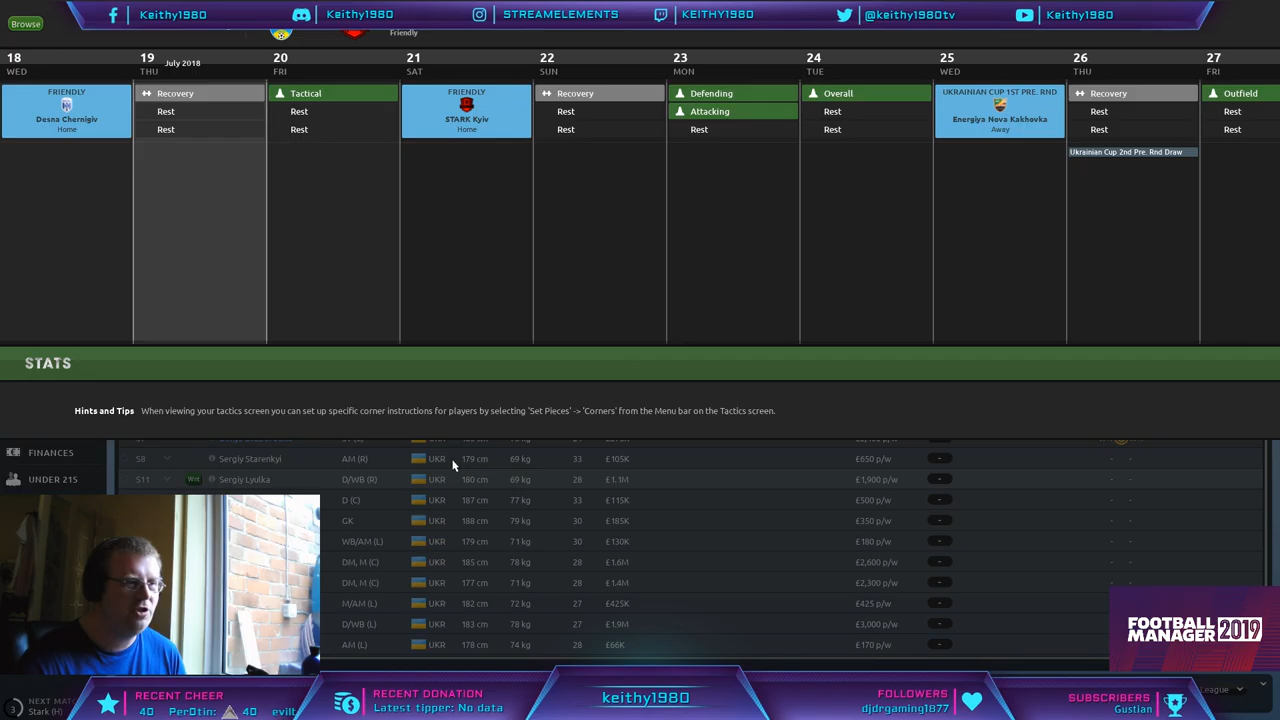 Keithy1980
Keithy1980
STREAMELEMENTS
KEITHY1980
@keithy1980tv
Keithy1980
Browse
Friendly
18 19 20 21 22 23 24 25 26 27
WED THU July 2018 FRI SAT SUN MON TUE WED THU FRI
FRIENDLY
Desna Chernigiv
Home
Recovery
Rest
Rest
Tactical
Rest
Rest
FRIENDLY
STARK Kyiv
Home
Recovery
Rest
Rest
Defending
Attacking
Rest
Overall
Rest
Rest
UKRAINIAN CUP 1ST PRE. RND
Energiya Nova Kakhovka
Away
Recovery
Rest
Rest
Ukrainian Cup 2nd Pre. Rnd Draw
Outfield
Rest
Rest
STATS
Hints and Tips When viewing your tactics screen you can set up specific corner instructions for players by selecting 'Set Pieces' -> 'Corners' from the Menu bar on the Tactics screen.
FINANCES
UNDER 21S
S8 Sergiy Starenkyi AM (R) UKR 179 cm 69 kg 33 £105K £650 p/w -
S11 Wnt Sergiy Lyulka D/WB (R) UKR 180 cm 69 kg 28 £1.1M £1,900 p/w -
D (C) UKR 187 cm 77 kg 33 £115K £500 p/w -
GK UKR 188 cm 79 kg 30 £185K £350 p/w -
WB/AM (L) UKR 179 cm 71 kg 30 £130K £180 p/w -
DM, M (C) UKR 185 cm 78 kg 28 £1.6M £2,600 p/w -
DM, M (C) UKR 177 cm 71 kg 28 £1.4M £2,300 p/w -
M/AM (L) UKR 182 cm 72 kg 27 £425K £425 p/w -
D/WB (L) UKR 183 cm 78 kg 27 £1.9M £3,000 p/w -
AM (L) UKR 178 cm 74 kg 28 £66K £170 p/w -
FOOTBALL
MANAGER 2019
3 NEXT MAT
Stark (H)
RECENT CHEER
40 Per0tin: 40 evilb
RECENT DONATION
Latest tipper: No data
keithy1980
FOLLOWERS
djdrgaming1877
SUBSCRIBERS
Gustian
League